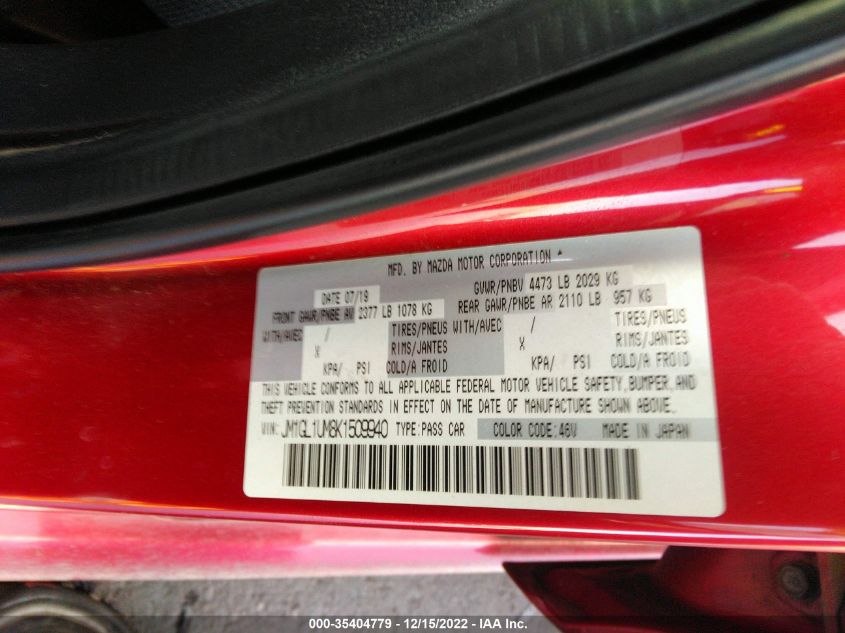 MFD. BY MAZDA MOTOR CORPORATION *
DATE 07/19 GVWR/PNBV 4473 LB 2029 KG
FRONT GAWR/PNBE AV 2377 LB 1078 KG REAR GAWR/PNBE AR 2110 LB 957 KG
WITH/AVEC / TIRES/PNEUS WITH/AVEC / TIRES/PNEUS
X RIMS/JANTES X RIMS/JANTES
KPA/ PSI COLD/A FROID KPA/ PSI COLD/A FROID
THIS VEHICLE CONFORMS TO ALL APPLICABLE FEDERAL MOTOR VEHICLE SAFETY, BUMPER, AND
THEFT PREVENTION STANDARDS IN EFFECT ON THE DATE OF MANUFACTURE SHOWN ABOVE.
VIN: JM1GL1UM8K1509940 TYPE:PASS CAR COLOR CODE:46V MADE IN JAPAN
000-35404779 - 12/15/2022 - IAA Inc.